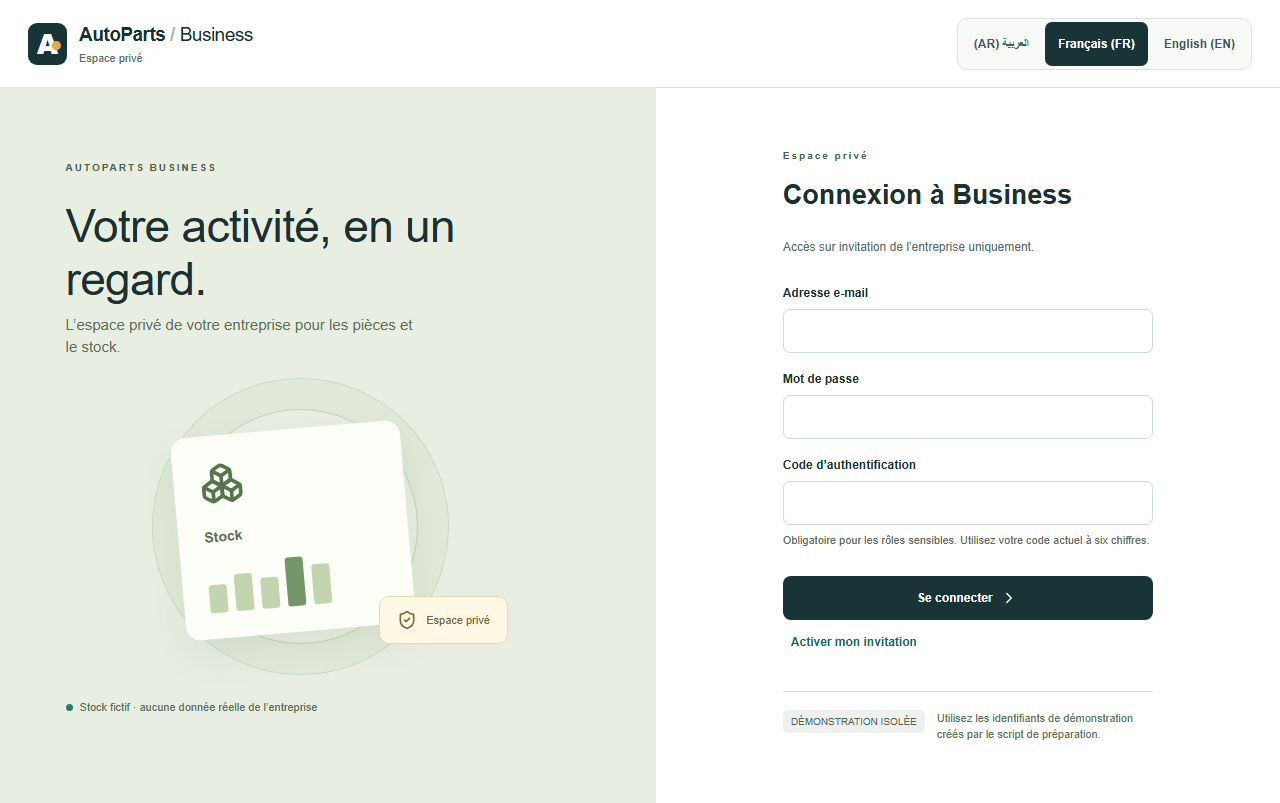 AutoParts / Business
Espace privé
العربية (AR)
Français (FR)
English (EN)
AUTOPARTS BUSINESS
Votre activité, en un
regard.
L’espace privé de votre entreprise pour les pièces et
le stock.
Stock
Espace privé
Stock fictif · aucune donnée réelle de l’entreprise
Espace privé
Connexion à Business
Accès sur invitation de l’entreprise uniquement.
Adresse e-mail
Mot de passe
Code d’authentification
Obligatoire pour les rôles sensibles. Utilisez votre code actuel à six chiffres.
Se connecter
Activer mon invitation
DÉMONSTRATION ISOLÉE
Utilisez les identifiants de démonstration
créés par le script de préparation.